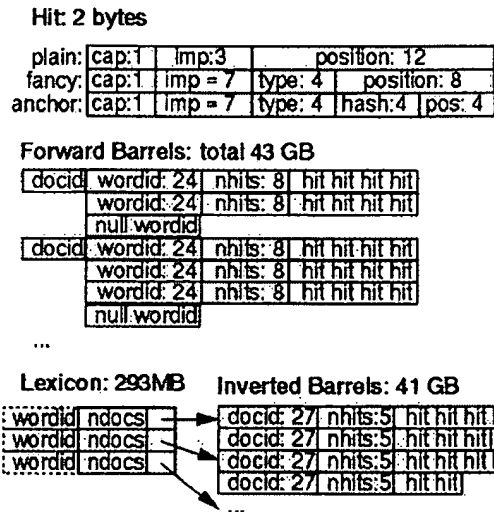 Hit: 2 bytes
plain: cap:1 imp:3 position: 12
fancy: cap:1 imp = 7 type: 4 position: 8
anchor: cap:1 imp = 7 type: 4 hash:4 pos: 4
Forward Barrels: total 43 GB
docid wordid: 24 nhits: 8 hit hit hit hit
wordid: 24 nhits: 8 hit hit hit hit
null wordid
docid wordid: 24 nhits: 8 hit hit hit hit
wordid: 24 nhits: 8 hit hit hit hit
wordid: 24 nhits: 8 hit hit hit hit
null wordid
...
Lexicon: 293MB Inverted Barrels: 41 GB
wordid ndocs docid: 27 nhits:5 hit hit hit hit
wordid ndocs docid: 27 nhits:5 hit hit hit
wordid ndocs docid: 27 nhits:5 hit hit hit hit
docid: 27 nhits:5 hit hit
...